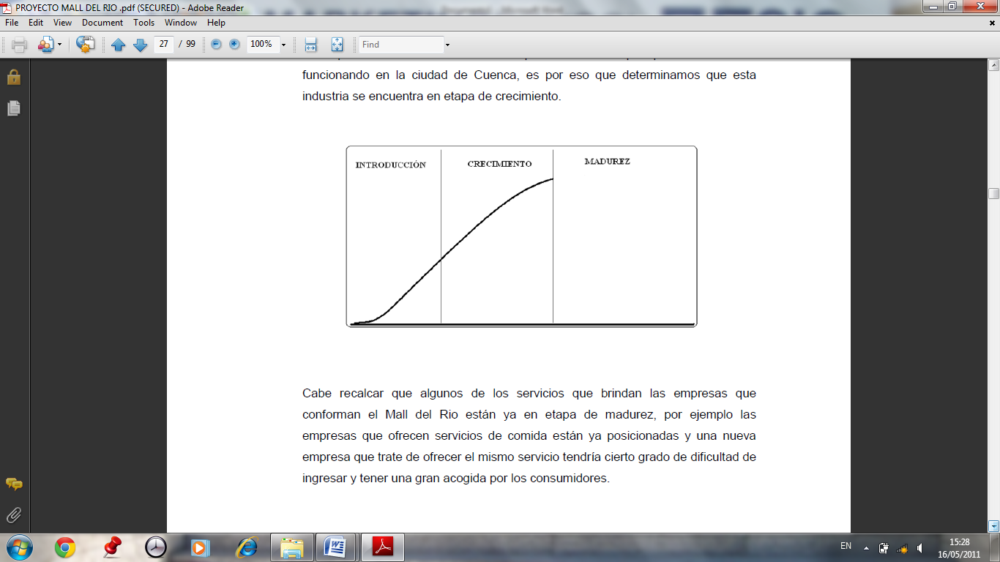 PROYECTO MALL DEL RIO .pdf (SECURED) - Adobe Reader
File Edit View Document Tools Window Help
27 / 99 100% Find
funcionando en la ciudad de Cuenca, es por eso que determinamos que esta
industria se encuentra en etapa de crecimiento.
INTRODUCCIÓN CRECIMIENTO MADUREZ
Cabe recalcar que algunos de los servicios que brindan las empresas que
conforman el Mall del Rio están ya en etapa de madurez, por ejemplo las
empresas que ofrecen servicios de comida están ya posicionadas y una nueva
empresa que trate de ofrecer el mismo servicio tendría cierto grado de dificultad de
ingresar y tener una gran acogida por los consumidores.
EN
15:28
16/05/2011